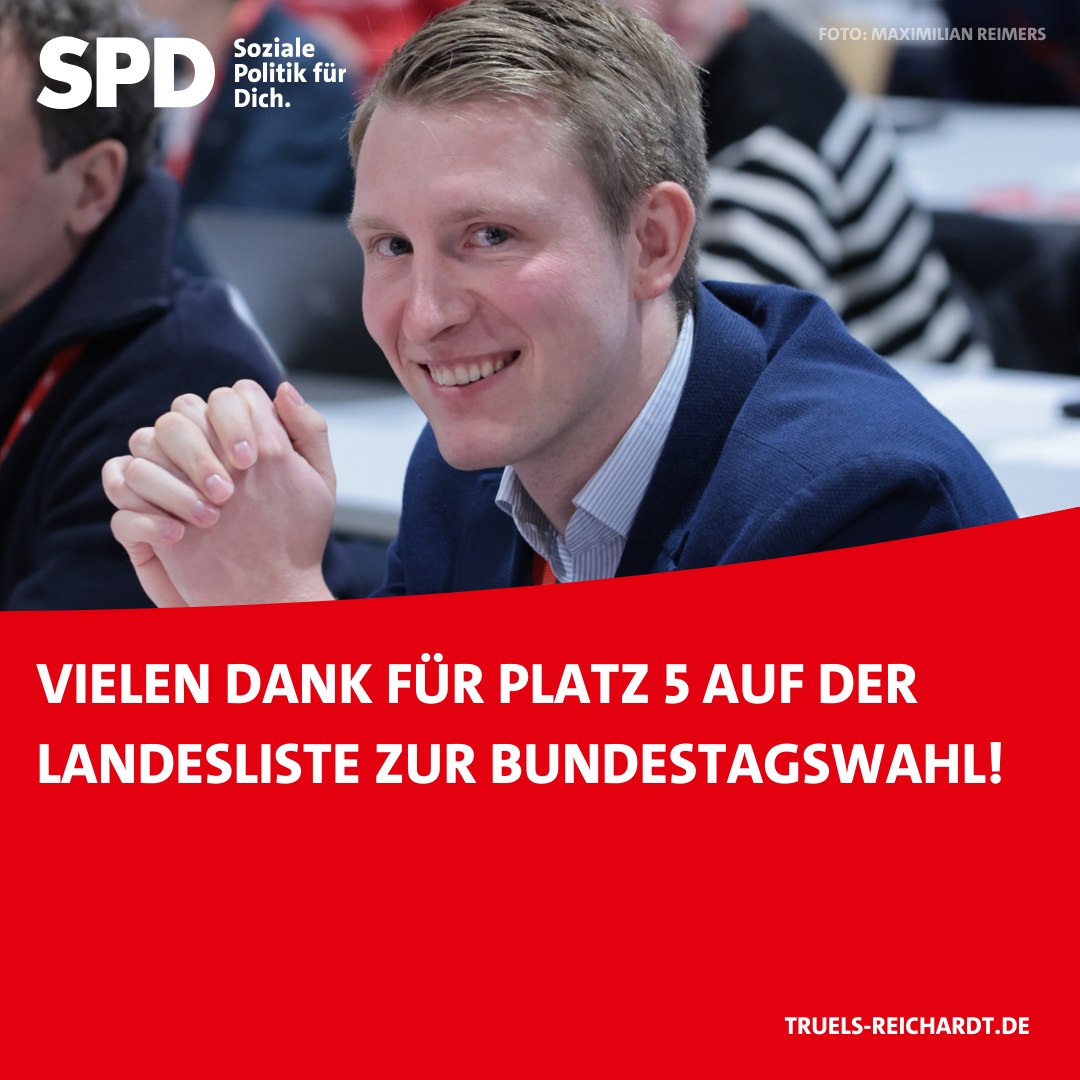 SPD
Soziale
Politik für
Dich.
FOTO: MAXIMILIAN REIMERS
VIELEN DANK FÜR PLATZ 5 AUF DER
LANDESLISTE ZUR BUNDESTAGSWAHL!
TRUELS-REICHARDT.DE